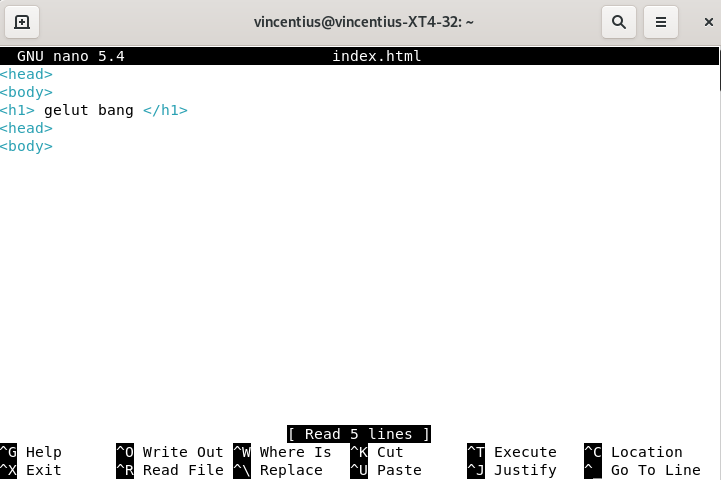 vincentius@vincentius-XT4-32: ~
GNU nano 5.4 index.html
<head>
<body>
<h1> gelut bang </h1>
<head>
<body>
[ Read 5 lines ]
^G Help ^O Write Out ^W Where Is ^K Cut ^T Execute ^C Location
^X Exit ^R Read File ^\ Replace ^U Paste ^J Justify ^_ Go To Line